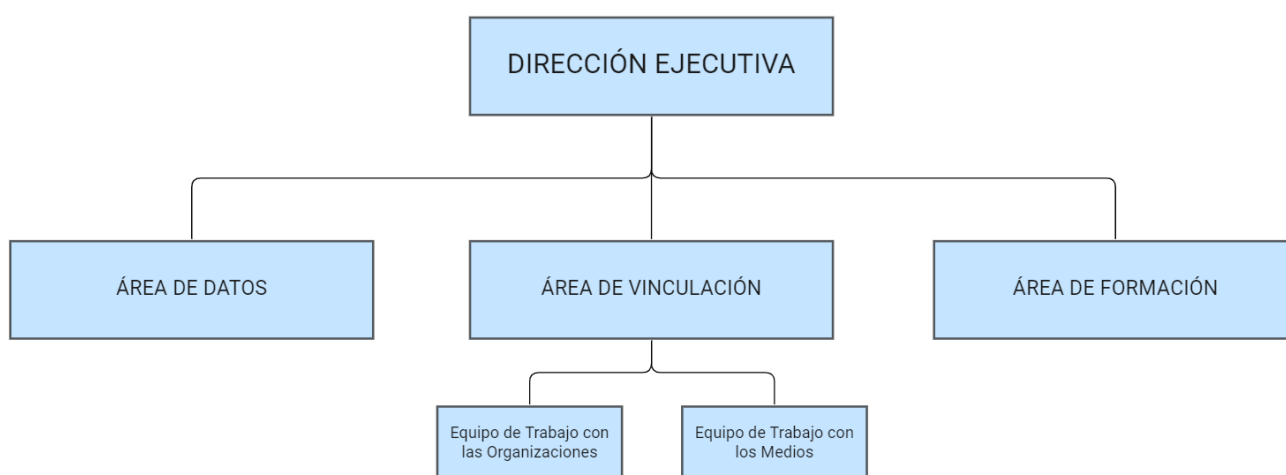 DIRECCIÓN EJECUTIVA
ÁREA DE DATOS
ÁREA DE VINCULACIÓN
ÁREA DE FORMACIÓN
Equipo de Trabajo con
las Organizaciones
Equipo de Trabajo con
los Medios